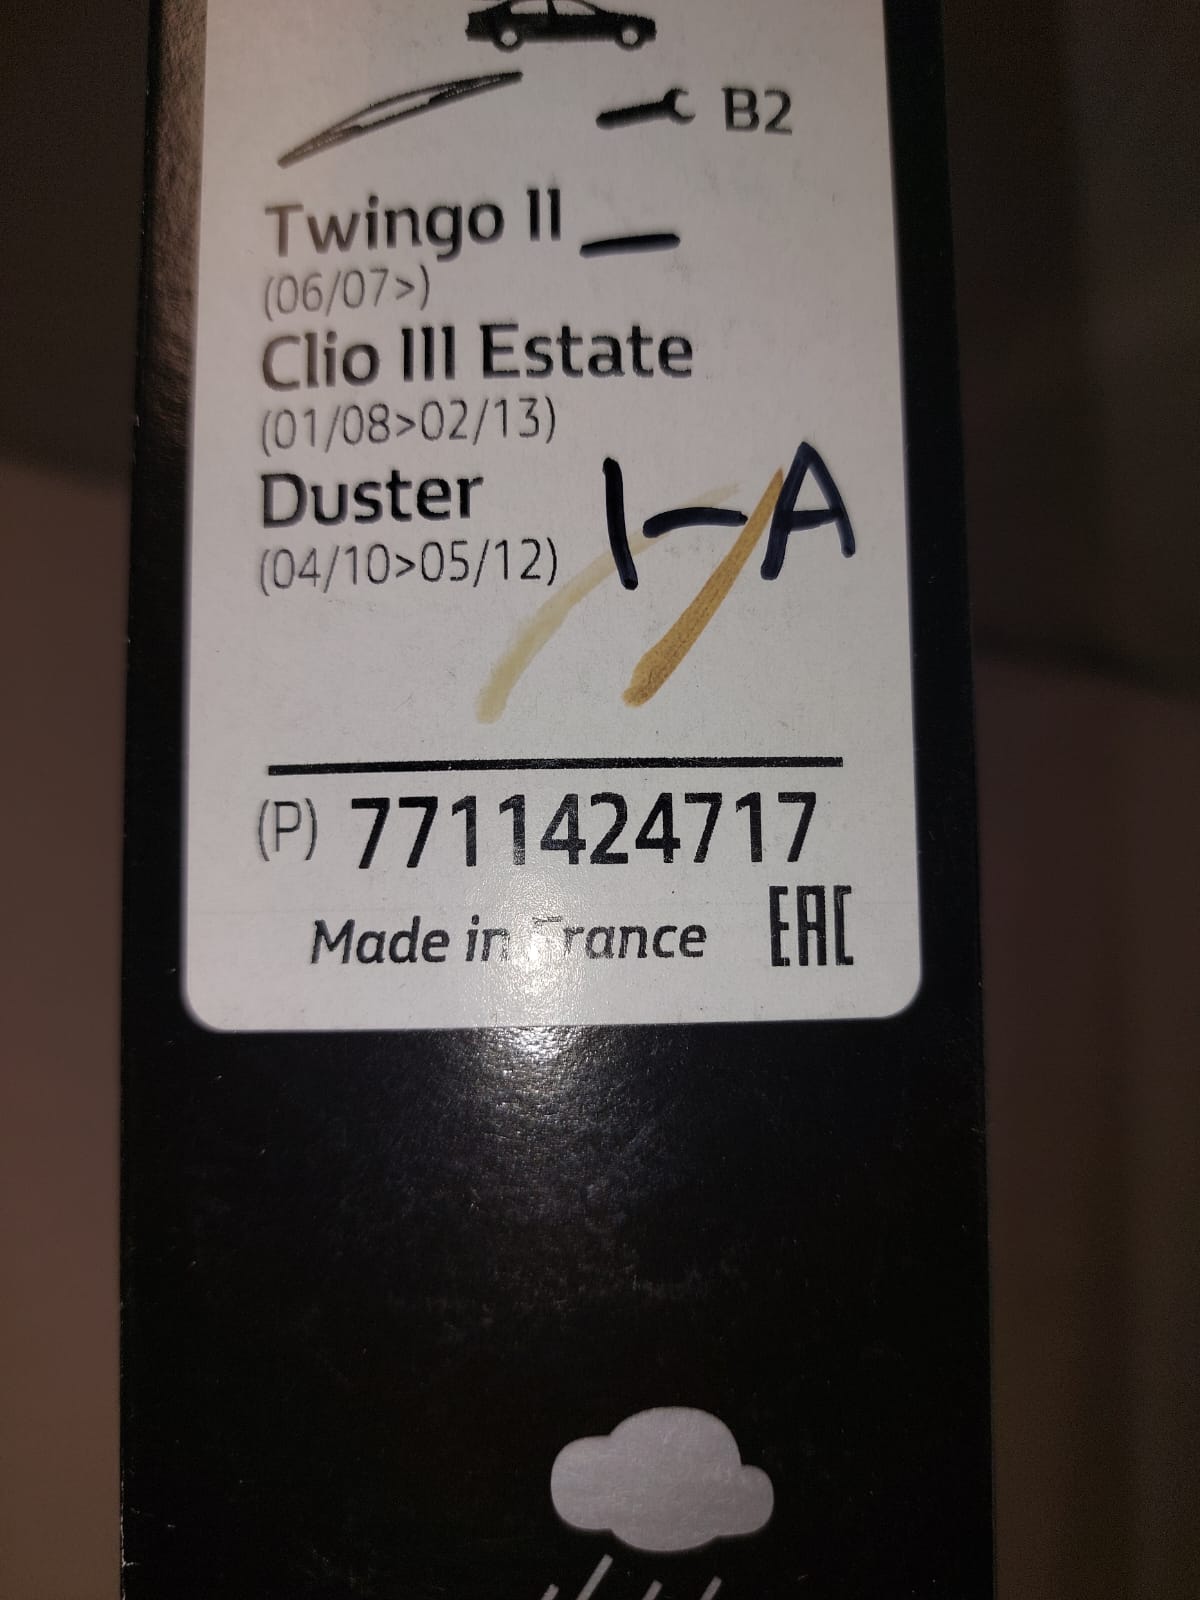 B2
Twingo II
(06/07>)
Clio III Estate
(01/08>02/13)
Duster
(04/10>05/12)
1-A
(P) 7711424717
Made in France
EAC